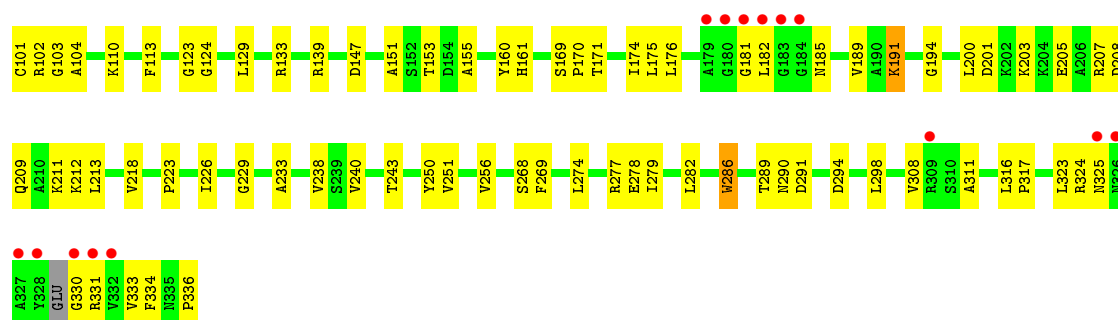 C101 R102 G103 A104 K110 F113 G123 G124 L129 R133 R139 D147 A151 S152 T153 D154 A155 Y160 H161 S169 P170 T171 I174 L175 L176 A179 G180 G181 L182 G183 G184 N185 V189 A190 K191 G194 L200 D201 K202 K203 K204 E205 A206 R207
Q209 A210 K211 K212 L213 V218 P223 I226 G229 A233 V238 S239 V240 T243 Y250 V251 V256 S268 F269 L274 R277 E278 I279 L282 W286 T289 N290 D291 D294 L298 V308 R309 S310 A311 L316 P317 L323 R324 N325
A327 Y328 GLU G330 R331 V332 V333 F334 N335 P336